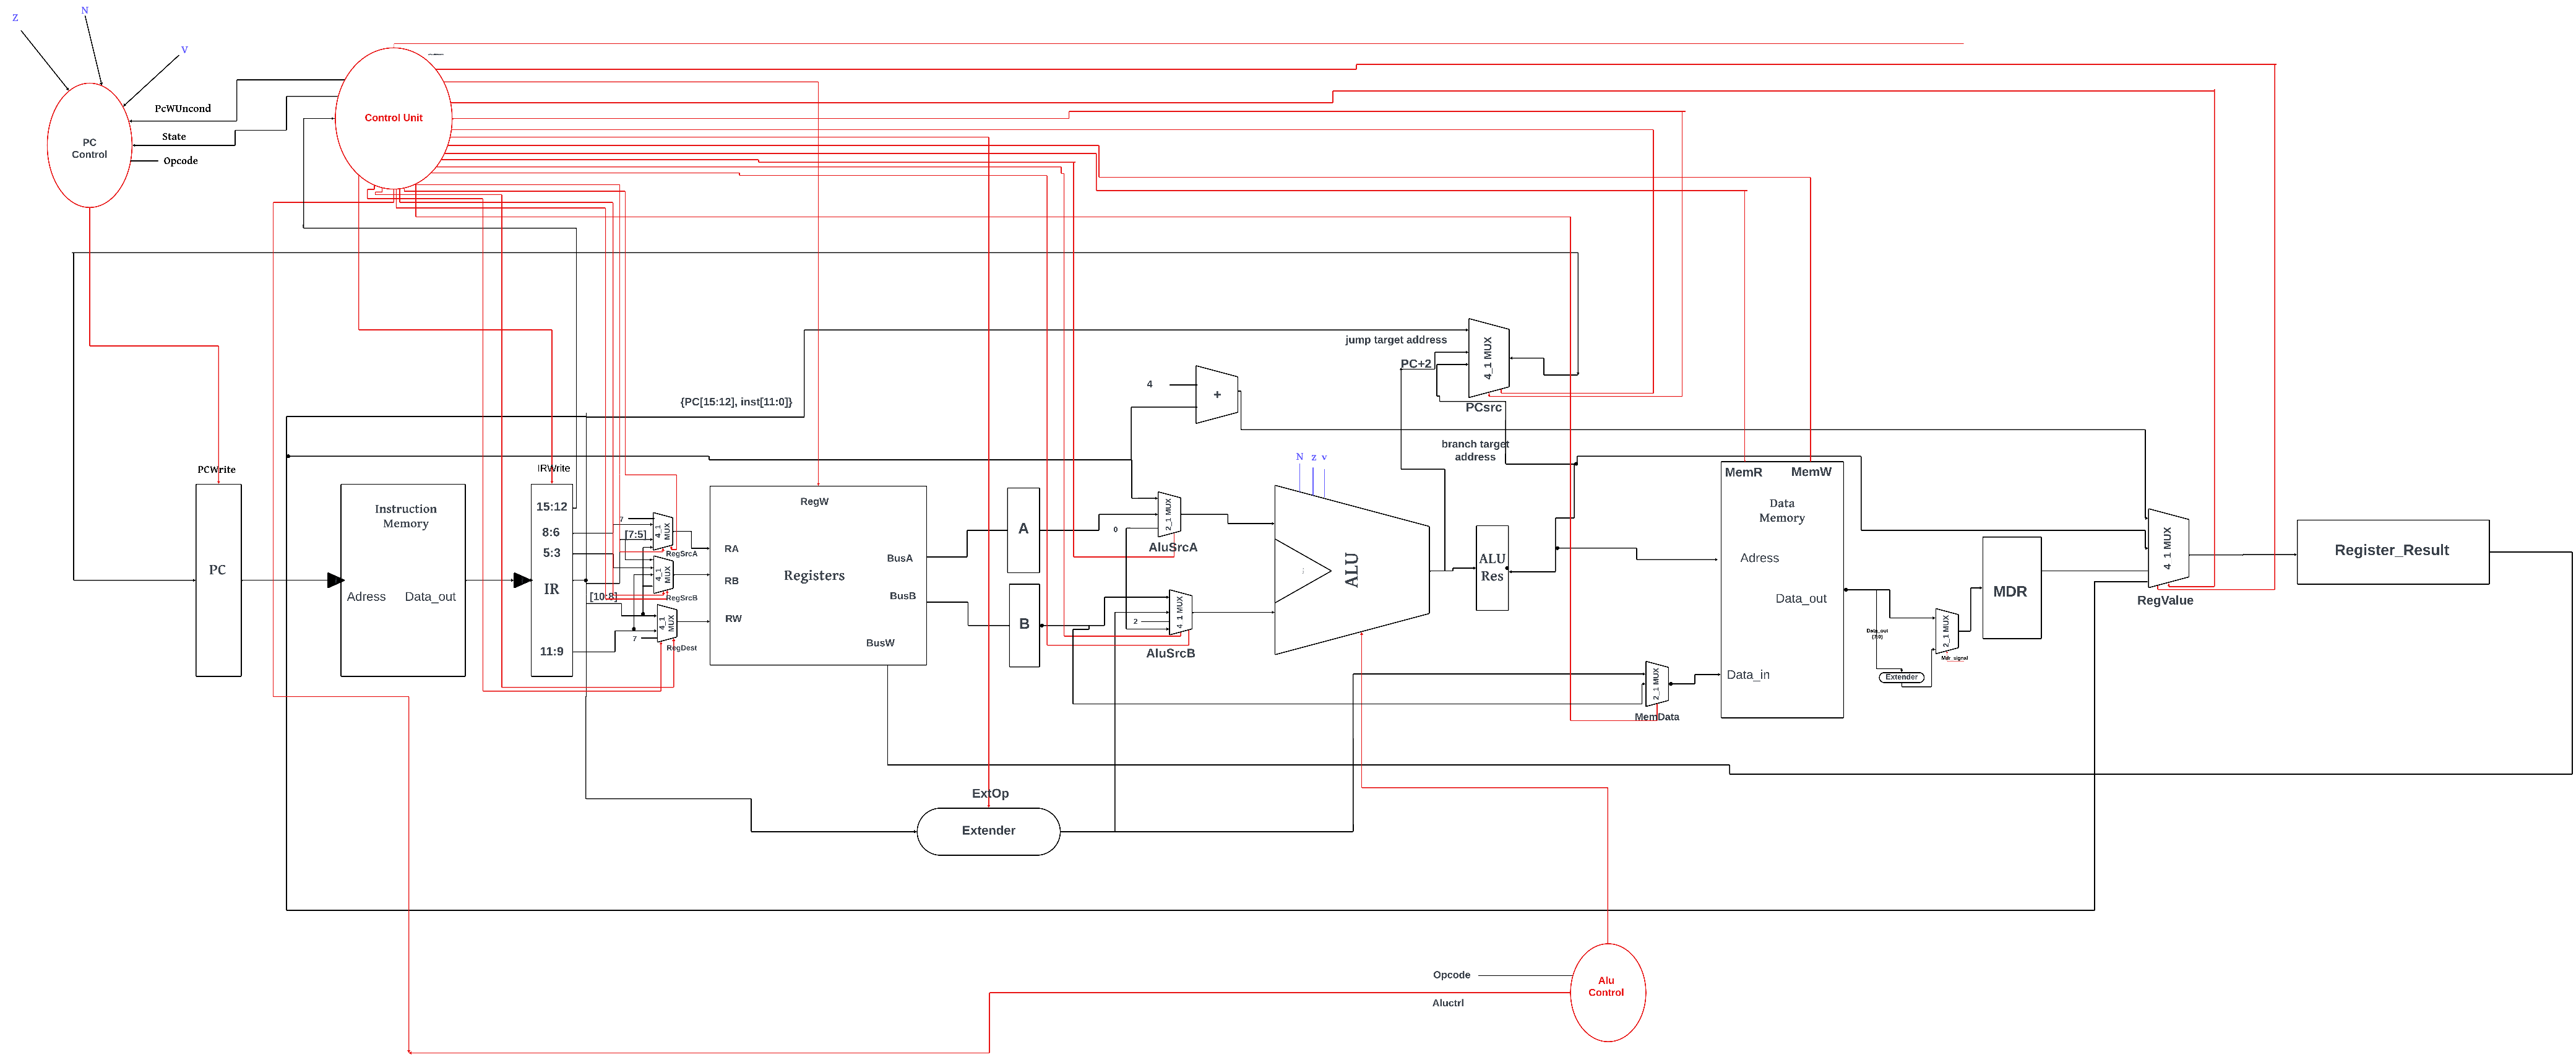 Z
N
V
PcWUncond
State
Opcode
PC
Control
Control Unit
jump target address
PC+2
4_1 MUX
PCsrc
4
+
{PC[15:12], inst[11:0]}
branch target
address
PCWrite
PC
Instruction
Memory
Adress
Data_out
IRWrite
15:12
8:6
5:3
IR
11:9
7
[7:5]
4_1
MUX
RegSrcA
4_1
MUX
RegSrcB
[10:8]
4_1
MUX
7
RegDest
RegW
RA
RB
RW
Registers
BusA
BusB
BusW
A
B
2_1 MUX
0
AluSrcA
4_1 MUX
2
AluSrcB
N
Z
v
ALU
ALU
Res
MemR
MemW
Data
Memory
Adress
Data_out
Data_in
2_1 MUX
MemData
Data_out
[7:0]
Extender
2_1 MUX
MDR
4_1 MUX
RegValue
Register_Result
ExtOp
Extender
Opcode
Aluctrl
Alu
Control